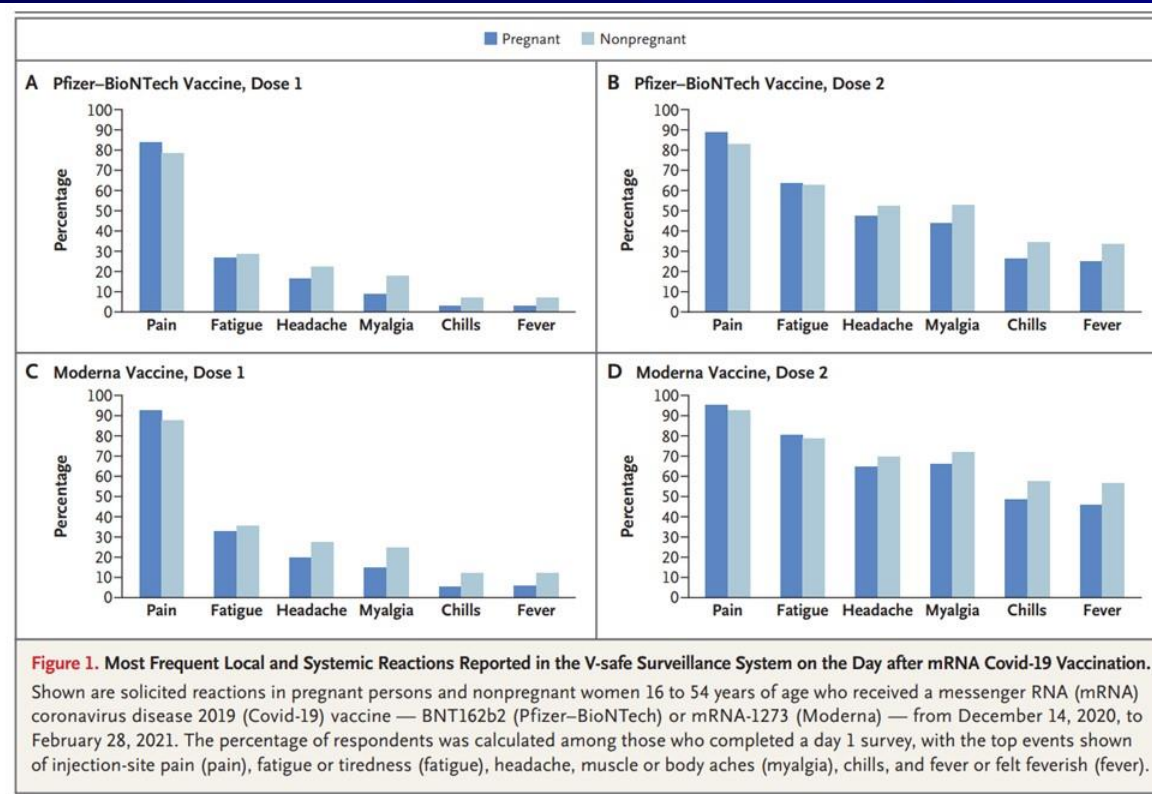 Pregnant Nonpregnant
A Pfizer–BioNTech Vaccine, Dose 1
100
90
80
70
60
50
40
30
20
10
0
Percentage
Pain Fatigue Headache Myalgia Chills Fever
B Pfizer–BioNTech Vaccine, Dose 2
100
90
80
70
60
50
40
30
20
10
0
Percentage
Pain Fatigue Headache Myalgia Chills Fever
C Moderna Vaccine, Dose 1
100
90
80
70
60
50
40
30
20
10
0
Percentage
Pain Fatigue Headache Myalgia Chills Fever
D Moderna Vaccine, Dose 2
100
90
80
70
60
50
40
30
20
10
0
Percentage
Pain Fatigue Headache Myalgia Chills Fever
Figure 1. Most Frequent Local and Systemic Reactions Reported in the V-safe Surveillance System on the Day after mRNA Covid-19 Vaccination.
Shown are solicited reactions in pregnant persons and nonpregnant women 16 to 54 years of age who received a messenger RNA (mRNA)
coronavirus disease 2019 (Covid-19) vaccine — BNT162b2 (Pfizer–BioNTech) or mRNA-1273 (Moderna) — from December 14, 2020, to
February 28, 2021. The percentage of respondents was calculated among those who completed a day 1 survey, with the top events shown
of injection-site pain (pain), fatigue or tiredness (fatigue), headache, muscle or body aches (myalgia), chills, and fever or felt feverish (fever).